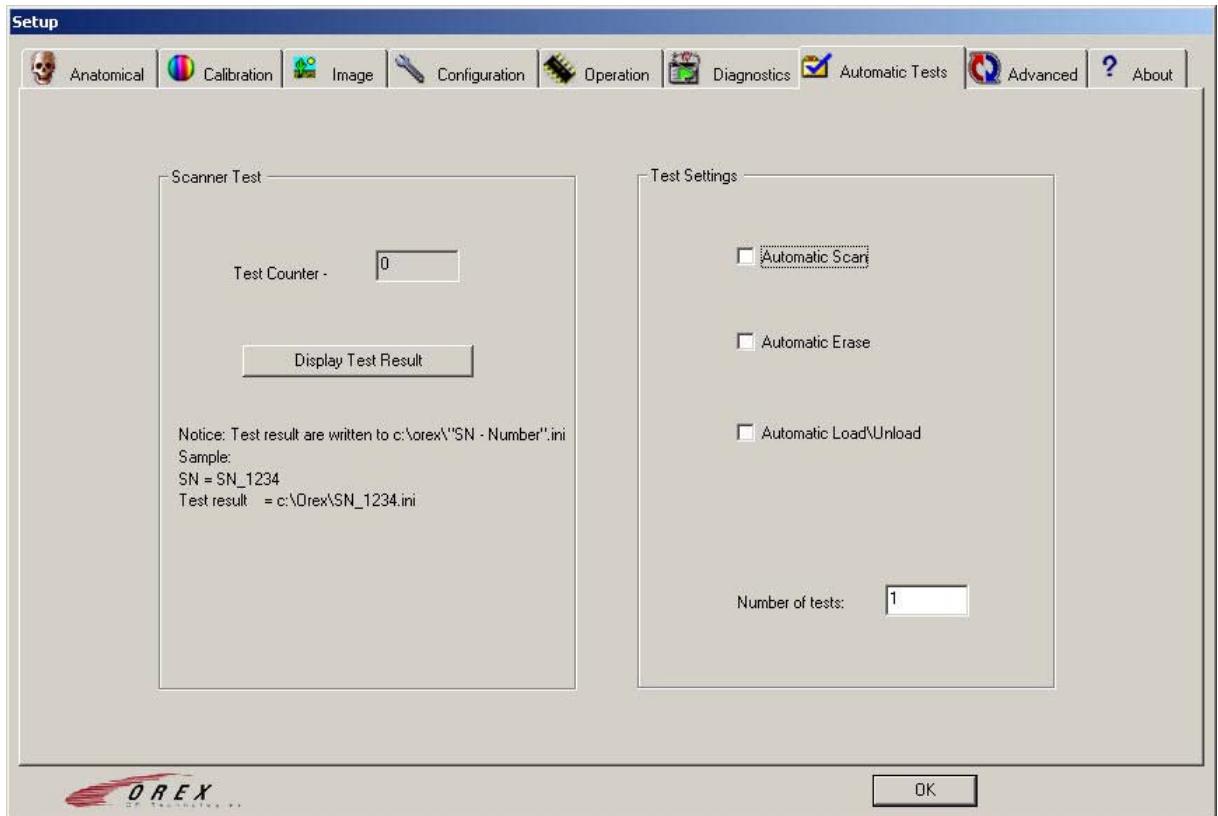 Setup
Anatomical Calibration Image Configuration Operation Diagnostics Automatic Tests Advanced ? About
Scanner Test
Test Counter - 0
Display Test Result
Notice: Test result are written to c:\orex\"SN - Number".ini
Sample:
SN = SN_1234
Test result = c:\Orex\SN_1234.ini
Test Settings
Automatic Scan
Automatic Erase
Automatic Load\Unload
Number of tests: 1
OREX
OK